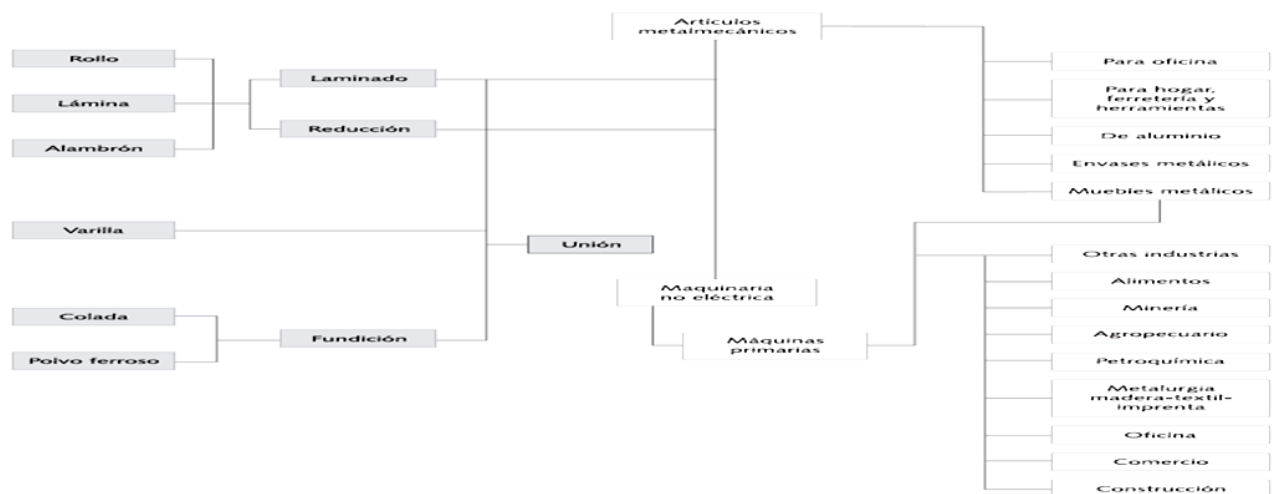 Rollo
Lámina
Alambrón
Varilla
Colada
Polvo ferroso
Laminado
Reducción
Fundición
Unión
Artículos
metalmecánicos
Maquinaria
no eléctrica
Máquinas
primarias
Para oficina
Para hogar,
ferretería y
herramientas
De aluminio
Envases metálicos
Muebles metálicos
Otras industrias
Alimentos
Minería
Agropecuario
Petroquímica
Metalurgia
madera-textil-
imprenta
Oficina
Comercio
Construcción